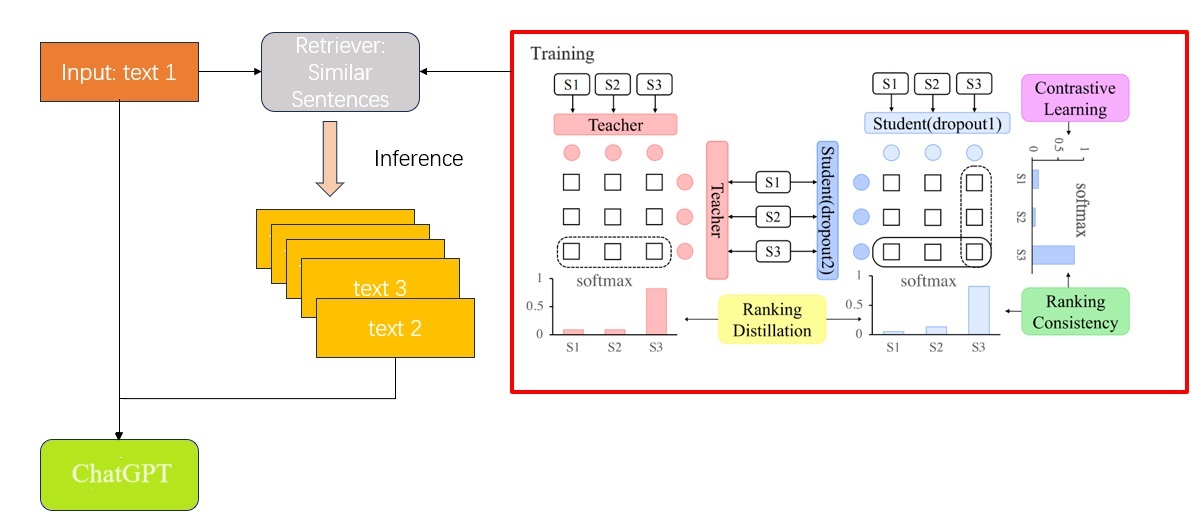 Input: text 1
Retriever:
Similar
Sentences
Inference
text 3
text 2
ChatGPT
Training
S1 S2 S3
Teacher
Teacher
S1
S2
S3
softmax
1
0.5
0
S1 S2 S3
Ranking
Distillation
S1 S2 S3
Student(dropout1)
Student(dropout2)
softmax
1
0.5
0
S1 S2 S3
Contrastive
Learning
0 0.5 1
S1
S2
S3
softmax
Ranking
Consistency